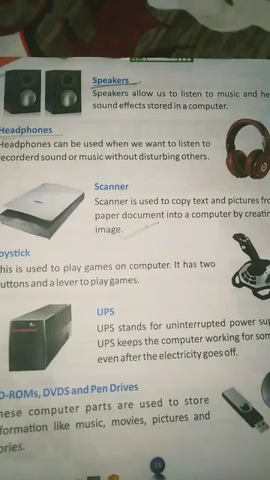 Speakers
Speakers allow us to listen to music and he
sound effects stored in a computer.
Headphones
Headphones can be used when we want to listen to
recorderd sound or music without disturbing others.
Scanner
Scanner is used to copy text and pictures fro
paper document into a computer by creatin
image.
oystick
his is used to play games on computer. It has two
uttons and a lever to play games.
UPS
UPS stands for uninterrupted power sup
UPS keeps the computer working for som
even after the electricity goes off.
D-ROMs, DVDS and Pen Drives
hese computer parts are used to store
formation like music, movies, pictures and
ories.